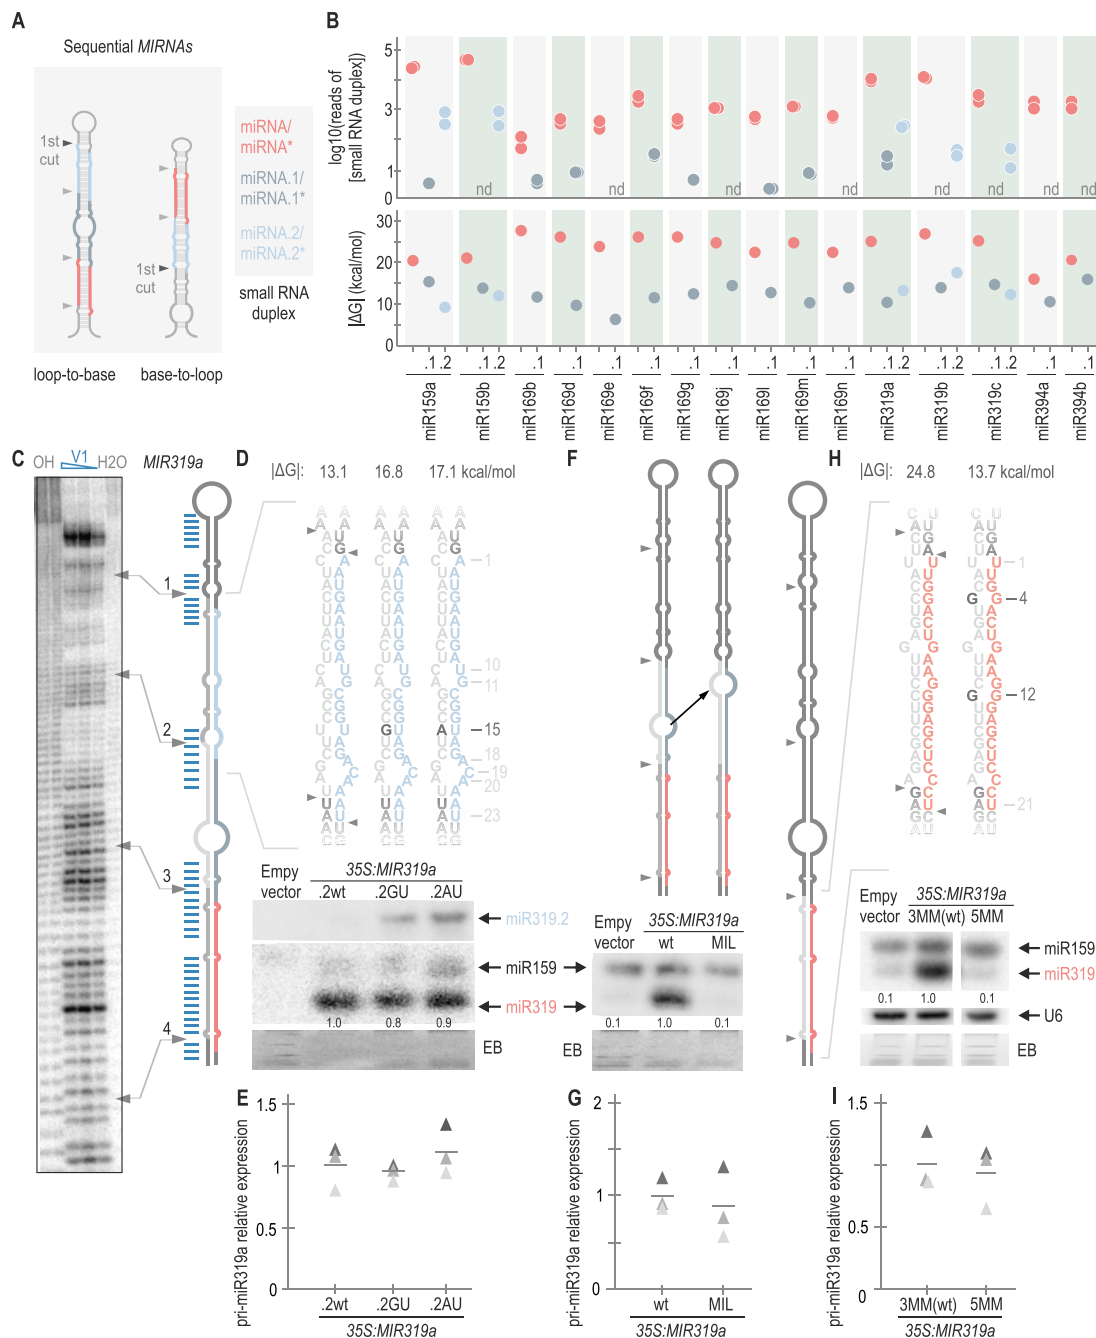 A
Sequential MIRNAs
1st cut
1st cut
loop-to-base
base-to-loop
miRNA/
miRNA*
miRNA.1/
miRNA.1*
miRNA.2/
miRNA.2*
small RNA
duplex
B
log10(reads of
[small RNA duplex])
5
3
1
0
nd nd nd nd nd nd nd nd
|ΔG| (kcal/mol)
30
20
10
0
.1 .2 .1 .2 .1 .1 .1 .1 .1 .1 .1 .1 .1 .1 .2 .1 .2 .1 .2 .1 .1
miR159a
miR159b
miR169b
miR169d
miR169e
miR169f
miR169g
miR169j
miR169l
miR169m
miR169n
miR319a
miR319b
miR319c
miR394a
miR394b
C
OH V1 H2O
MIR319a
1
2
3
4
D
|ΔG|: 13.1 16.8 17.1 kcal/mol
1
10
11
15
18
19
20
23
Empy
vector
35S:MIR319a
.2wt .2GU .2AU
miR319.2
miR159
miR319
1.0 0.8 0.9
EB
E
pri-miR319a relative expression
1.5
1
0.5
0
.2wt .2GU .2AU
35S:MIR319a
F
Empy
vector
35S:MIR319a
wt MIL
0.1 1.0 0.1
EB
G
pri-miR319a relative expression
2
1
0
wt MIL
35S:MIR319a
H
|ΔG|: 24.8 13.7 kcal/mol
1
4
12
21
Empy
vector
35S:MIR319a
3MM(wt) 5MM
miR159
miR319
0.1 1.0 0.1
U6
EB
I
pri-miR319a relative expression
1.5
1
0.5
0
3MM(wt) 5MM
35S:MIR319a